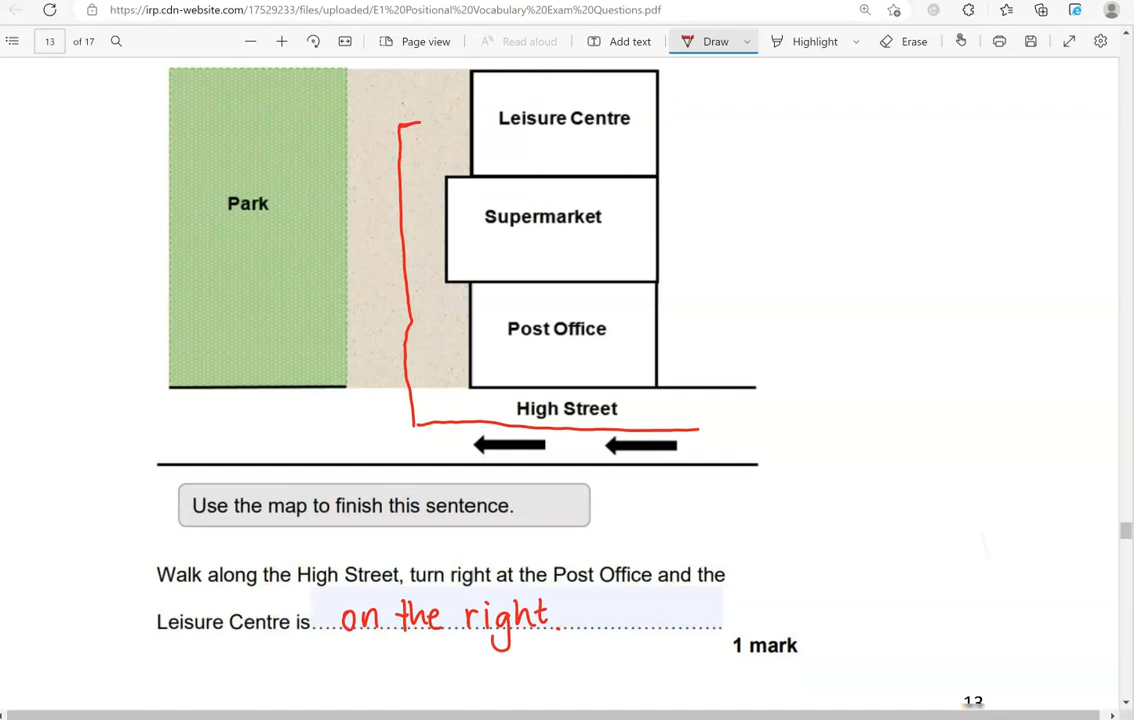 https://irp.cdn-website.com/17529233/files/uploaded/E1%20Positional%20Vocabulary%20Exam%20Questions.pdf
13 of 17 Page view Read aloud Add text Draw Highlight Erase
Leisure Centre
Park
Supermarket
Post Office
High Street
Use the map to finish this sentence.
Walk along the High Street, turn right at the Post Office and the
Leisure Centre is.... on the right. ....................................
1 mark
13